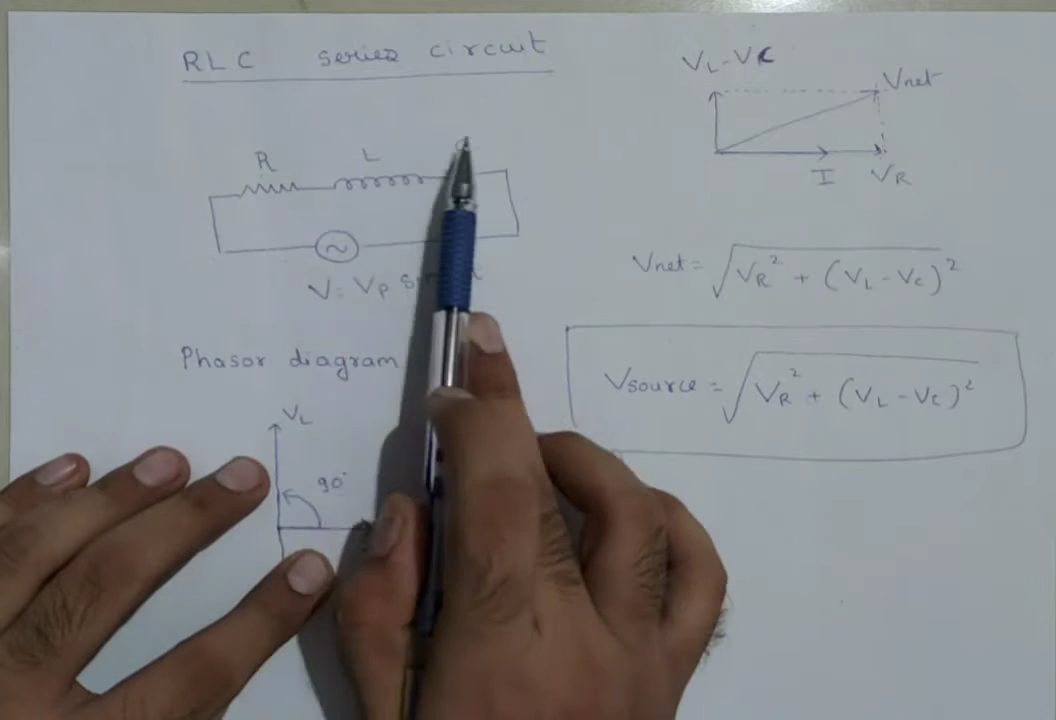 RLC series circuit
R L
V = Vp
Phasor diagram
VL
90°
VL - VC
Vnet
I VR
Vnet = √VR² + (VL - Vc)²
Vsource = √VR² + (VL - Vc)²